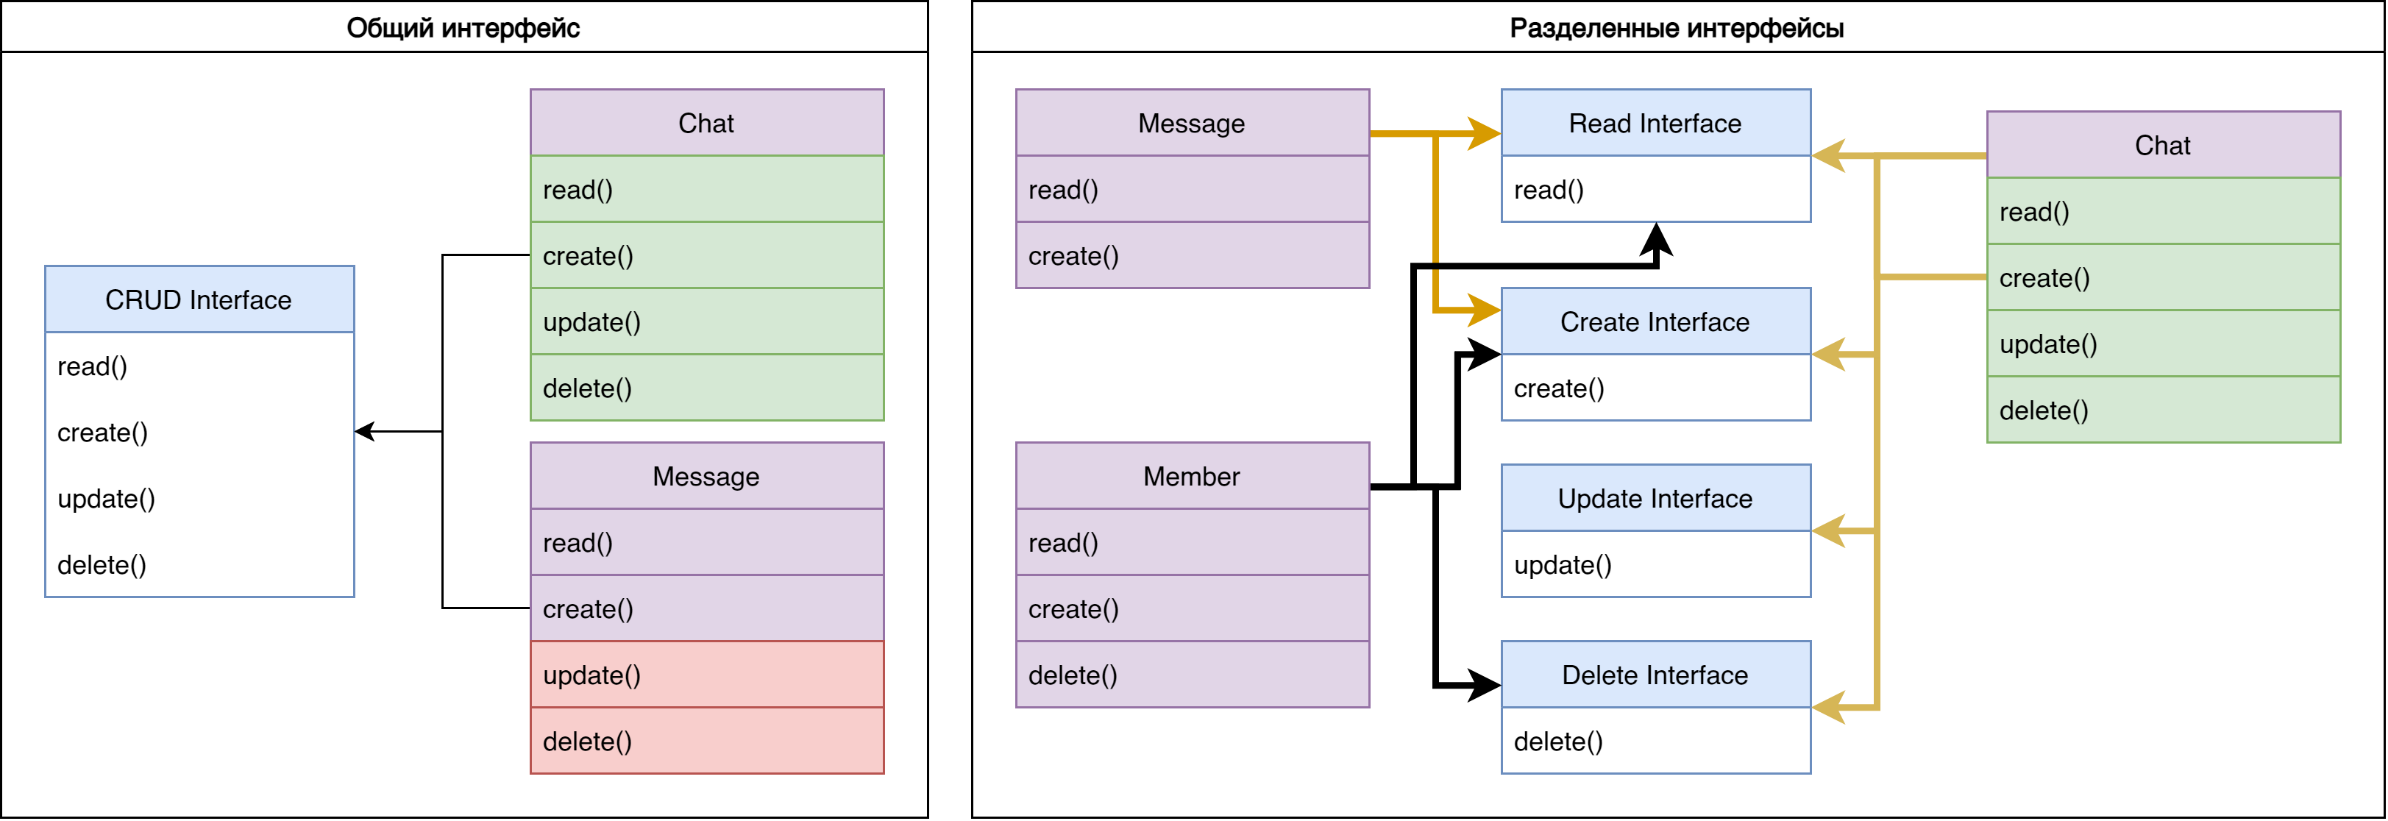 Общий интерфейс
CRUD Interface
read()
create()
update()
delete()
Chat
read()
create()
update()
delete()
Message
read()
create()
update()
delete()
Разделенные интерфейсы
Message
read()
create()
Member
read()
create()
delete()
Read Interface
read()
Create Interface
create()
Update Interface
update()
Delete Interface
delete()
Chat
read()
create()
update()
delete()